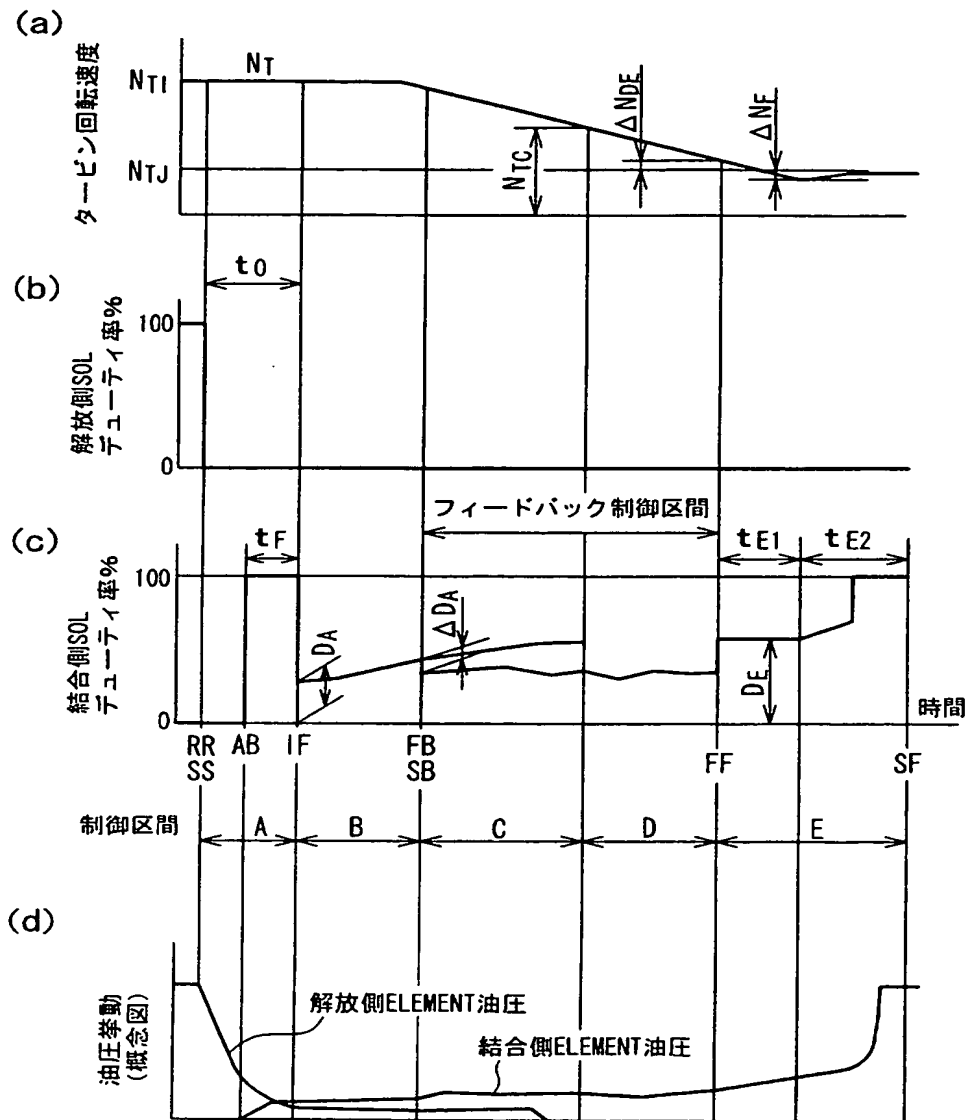 (a)
タービン回転速度
NTI
NT
NTJ
NTC
ΔNDE
ΔNF
(b)
解放側SOL
デューティ率%
100
0
t0
フィードバック制御区間
(c)
結合側SOL
デューティ率%
100
0
tF
DA
ΔDA
tE1
tE2
DE
時間
RR
SS
AB
IF
FB
SB
FF
SF
制御区間
A
B
C
D
E
(d)
油圧挙動
(概念図)
解放側ELEMENT油圧
結合側ELEMENT油圧